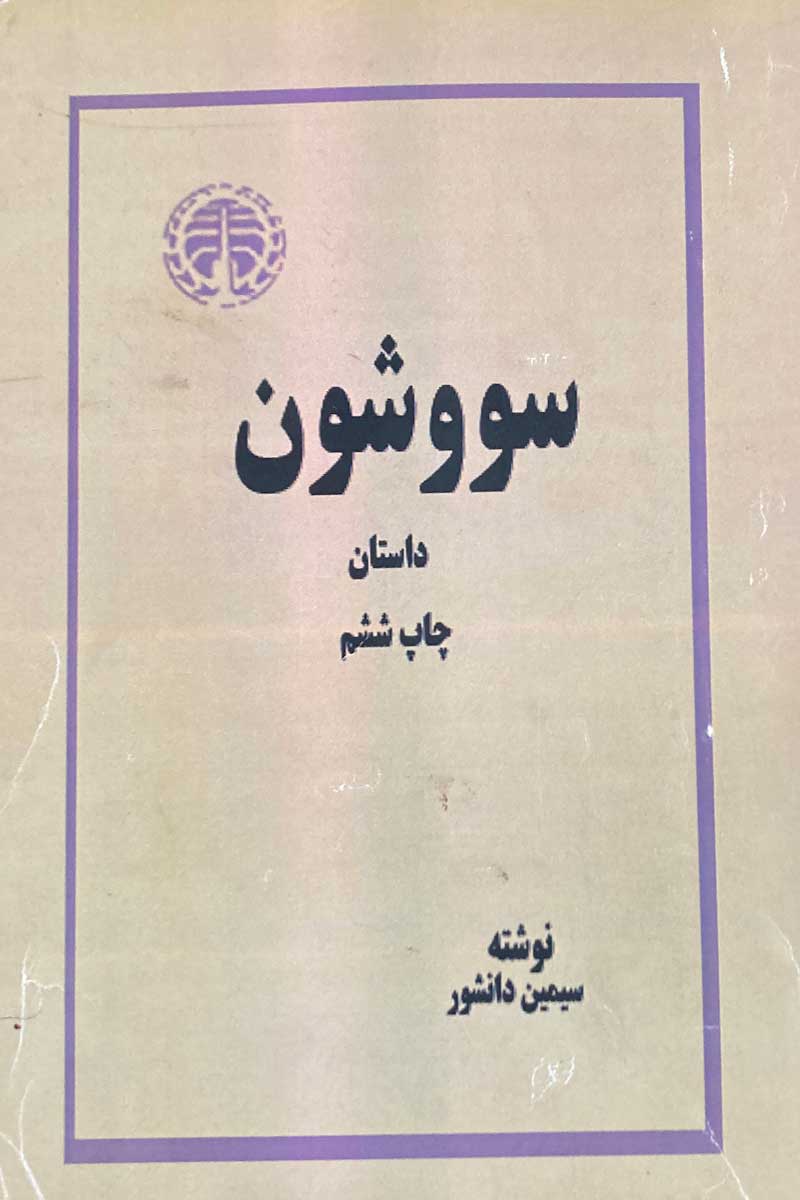 سووشون
داستان
چاپ ششم
نوشته
سیمین دانشور